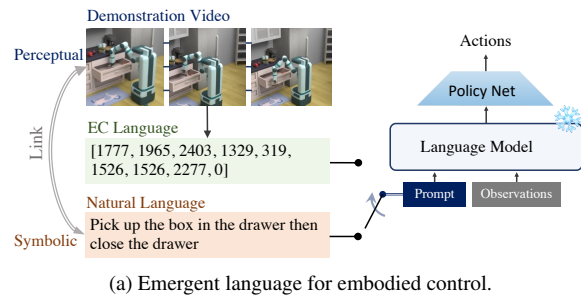 Demonstration Video
Perceptual
Link
EC Language
[1777, 1965, 2403, 1329, 319,
1526, 1526, 2277, 0]
Natural Language
Symbolic
Pick up the box in the drawer then
close the drawer
Actions
Policy Net
Language Model
Prompt
Observations
(a) Emergent language for embodied control.